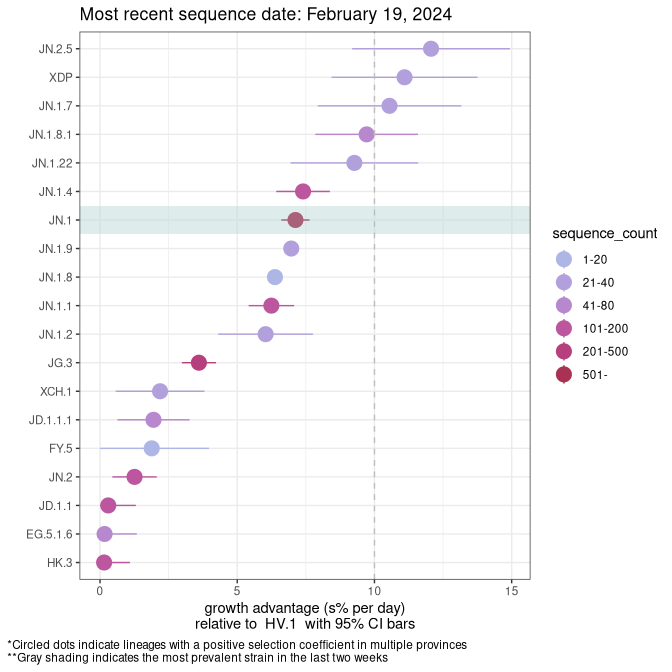 Most recent sequence date: February 19, 2024
JN.2.5
XDP
JN.1.7
JN.1.8.1
JN.1.22
JN.1.4
JN.1
JN.1.9
JN.1.8
JN.1.1
JN.1.2
JG.3
XCH.1
JD.1.1.1
FY.5
JN.2
JD.1.1
EG.5.1.6
HK.3
0 5 10 15
growth advantage (s% per day)
relative to HV.1 with 95% CI bars
sequence_count
1-20
21-40
41-80
101-200
201-500
501-
*Circled dots indicate lineages with a positive selection coefficient in multiple provinces
**Gray shading indicates the most prevalent strain in the last two weeks